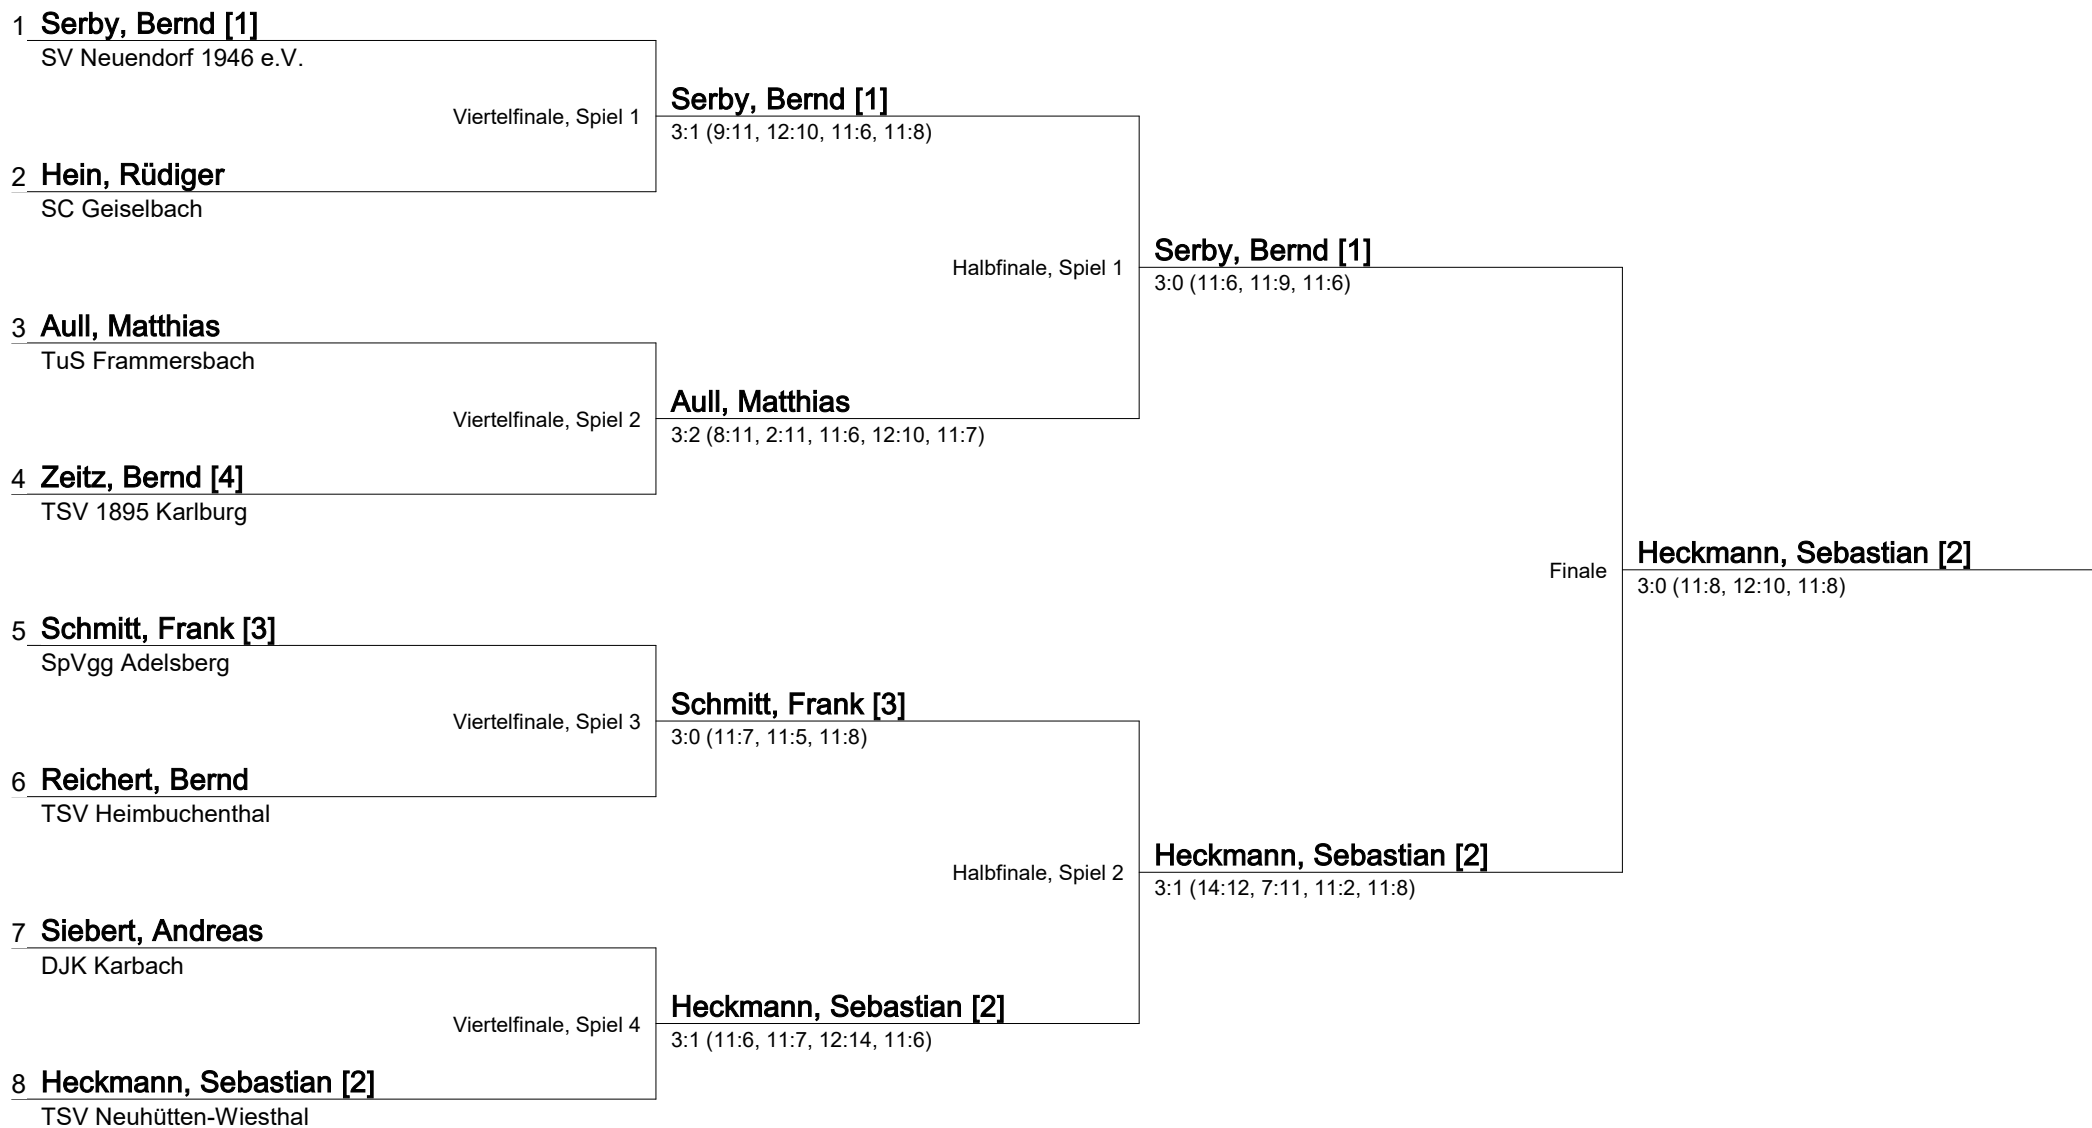 1 Serby, Bernd [1]
SV Neuendorf 1946 e.V.
Viertelfinale, Spiel 1
Serby, Bernd [1]
3:1 (9:11, 12:10, 11:6, 11:8)
2 Hein, Rüdiger
SC Geiselbach
Halbfinale, Spiel 1
Serby, Bernd [1]
3:0 (11:6, 11:9, 11:6)
3 Aull, Matthias
TuS Frammersbach
Viertelfinale, Spiel 2
Aull, Matthias
3:2 (8:11, 2:11, 11:6, 12:10, 11:7)
4 Zeitz, Bernd [4]
TSV 1895 Karlburg
Finale
Heckmann, Sebastian [2]
3:0 (11:8, 12:10, 11:8)
5 Schmitt, Frank [3]
SpVgg Adelsberg
Viertelfinale, Spiel 3
Schmitt, Frank [3]
3:0 (11:7, 11:5, 11:8)
6 Reichert, Bernd
TSV Heimbuchenthal
Halbfinale, Spiel 2
Heckmann, Sebastian [2]
3:1 (14:12, 7:11, 11:2, 11:8)
7 Siebert, Andreas
DJK Karbach
Viertelfinale, Spiel 4
Heckmann, Sebastian [2]
3:1 (11:6, 11:7, 12:14, 11:6)
8 Heckmann, Sebastian [2]
TSV Neuhütten-Wiesthal